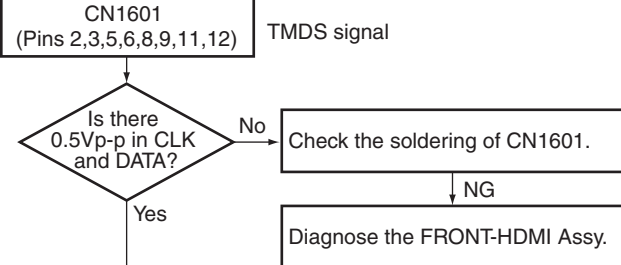 CN1601
(Pins 2,3,5,6,8,9,11,12)
TMDS signal
Is there
0.5Vp-p in CLK
and DATA?
No
Check the soldering of CN1601.
NG
Yes
Diagnose the FRONT-HDMI Assy.